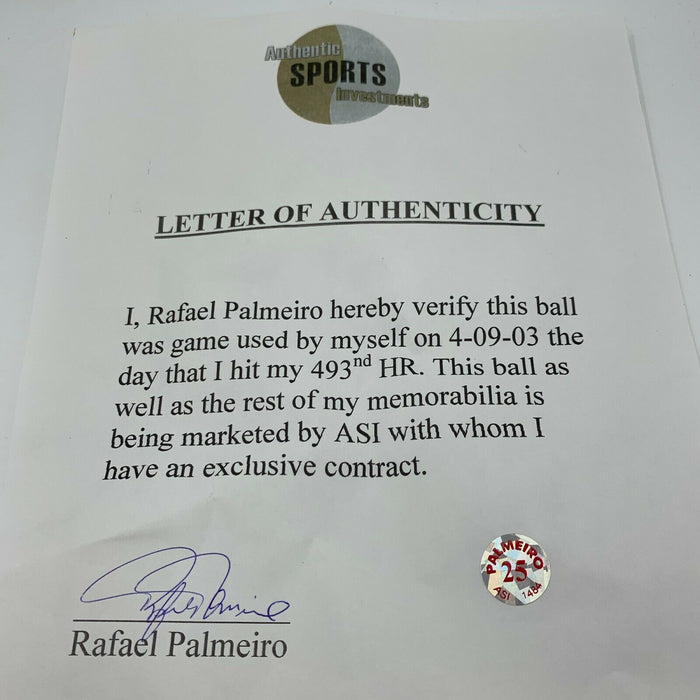 Authentic
SPORTS
Investments
LETTER OF AUTHENTICITY
I, Rafael Palmeiro hereby verify this ball
was game used by myself on 4-09-03 the
day that I hit my 493nd HR. This ball as
well as the rest of my memorabilia is
being marketed by ASI with whom I
have an exclusive contract.
Rafael Palmeiro
PALMEIRO
25
ASI 1484